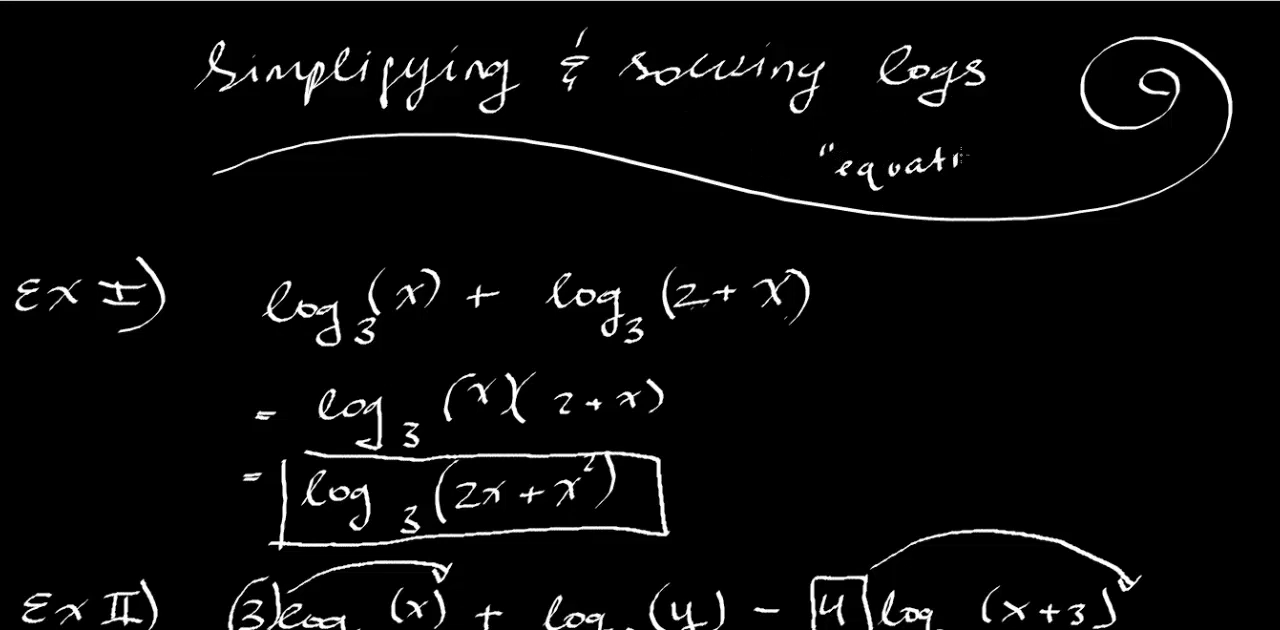 Simplifying & solving logs
"equati
Ex I) log₃(x) + log₃(2+x)
= log₃(x)(2+x)
= log₃(2x+x²)
Ex II) (3)log (x) + log (y) - 4 log (x+3)